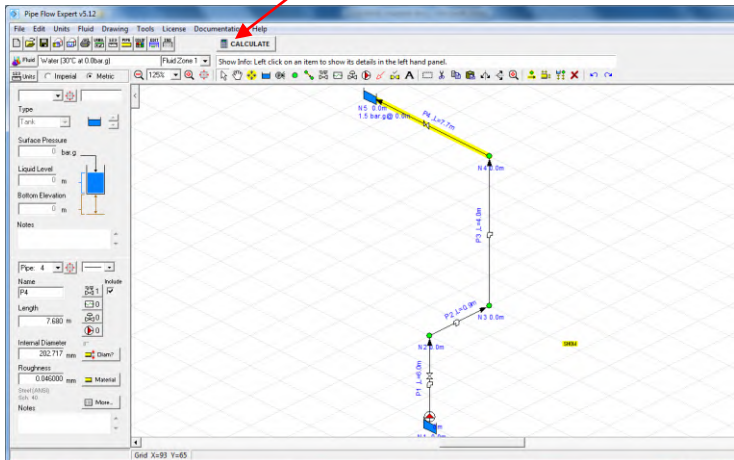 Pipe Flow Expert v5.12
File Edit Units Fluid Drawing Tools License Documentation Help
CALCULATE
Fluid Water (30°C at 0.0bar.g) Fluid Zone 1 Show Info: Left click on an item to show its details in the left hand panel.
Units Imperial Metric 125% A
Type
Tank
Surface Pressure
0 bar.g
Liquid Level
0 m
Bottom Elevation
0 m
Notes
Pipe: 4
Name
Include
P4
1
0
Length
7.680 m
0
0
Internal Diameter
282.717 mm Diam?
Roughness
0.046000 mm Material
Steel (ANSI)
Sch. 40
More..
Notes
N5 0.0m
1.5 bar.g@ 0.0m
P4 ,L=7.7m
N4 0.0m
P3 ,L=4.0m
P2 ,L=0.9m
N3 0.0m
N2 0.0m
P1 ,L=6.0m
Grid X=93 Y=65